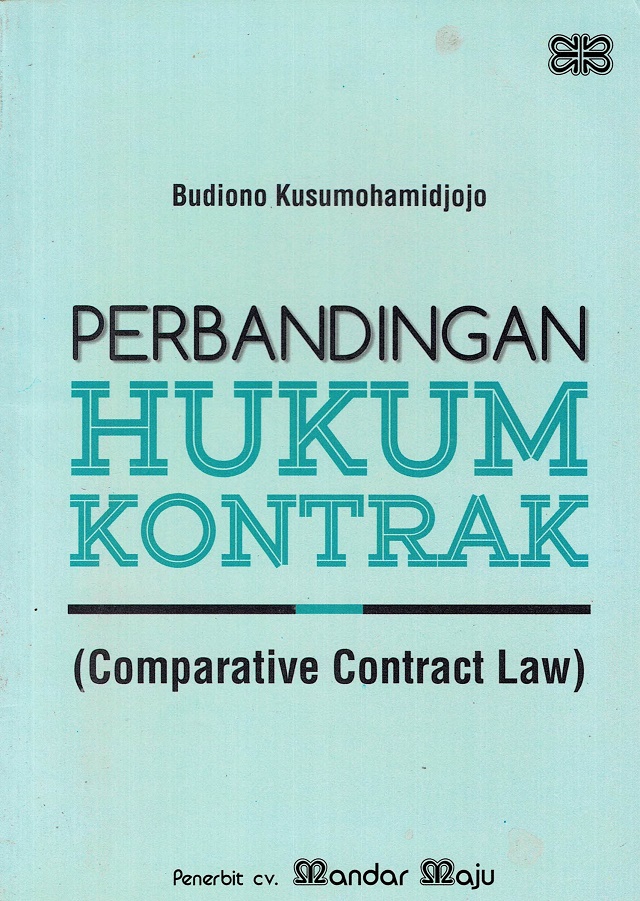 Budiono Kusumohamidjojo
PERBANDINGAN
HUKUM
KONTRAK
(Comparative Contract Law)
Penerbit cv. Mandar Maju